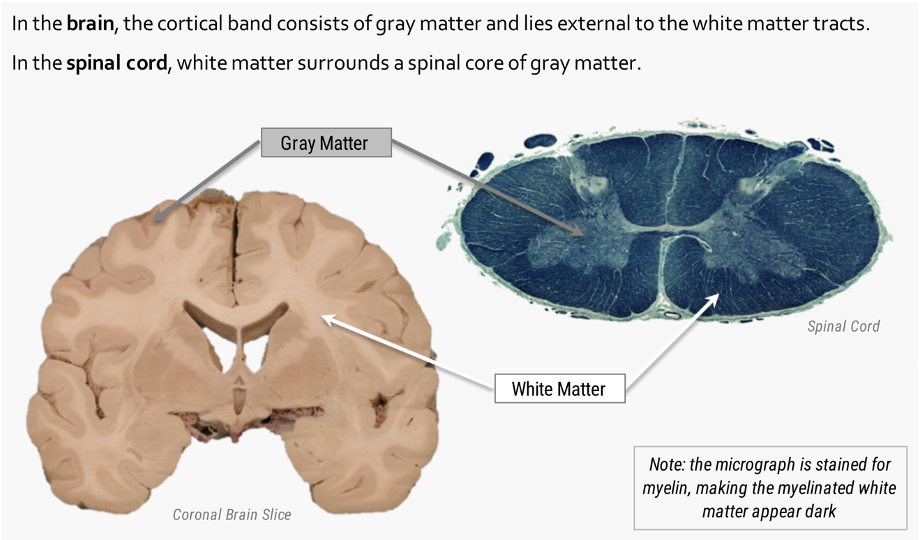 In the brain, the cortical band consists of gray matter and lies external to the white matter tracts.
In the spinal cord, white matter surrounds a spinal core of gray matter.
Gray Matter
Spinal Cord
White Matter
Note: the micrograph is stained for
myelin, making the myelinated white
matter appear dark
Coronal Brain Slice